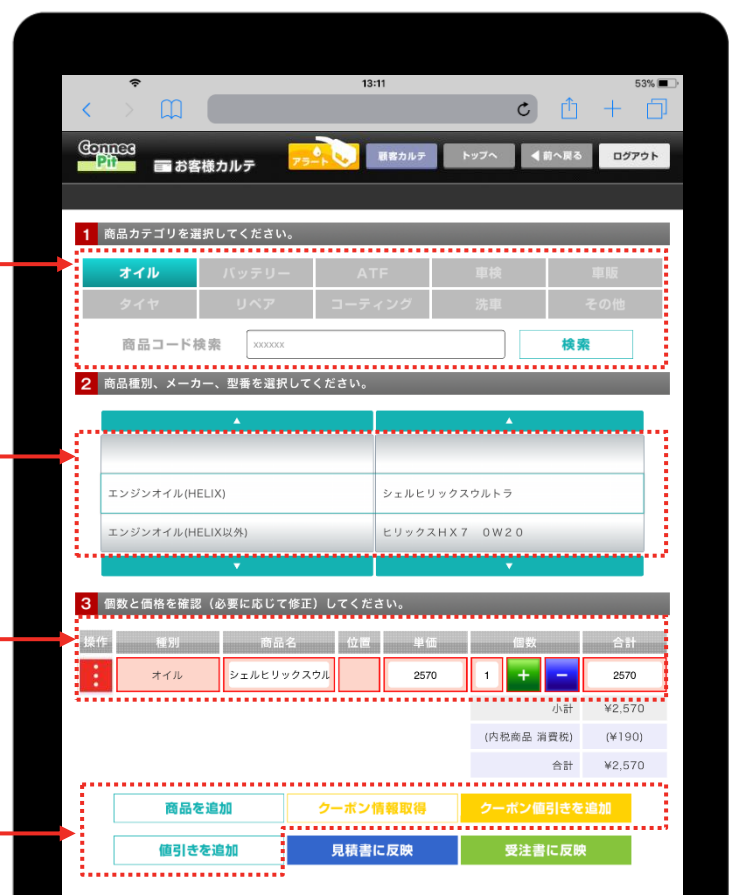 13:11
53%
Connec Pit
お客様カルテ
アラート
顧客カルテ
トップへ
◀前へ戻る
ログアウト
1 商品カテゴリを選択してください。
オイル バッテリー ATF 車検 車販
タイヤ リペア コーティング 洗車 その他
商品コード検索 xxxxxx 検索
2 商品種別、メーカー、型番を選択してください。
エンジンオイル(HELIX) シェルヒリックスウルトラ
エンジンオイル(HELIX以外) ヒリックスHX7 0W20
3 個数と価格を確認（必要に応じて修正）してください。
操作 種別 商品名 位置 単価 個数 合計
オイル シェルヒリックスウル 2570 1 + − 2570
小計 ¥2,570
(内税商品 消費税) (¥190)
合計 ¥2,570
商品を追加 クーポン情報取得 クーポン値引きを追加
値引きを追加 見積書に反映 受注書に反映